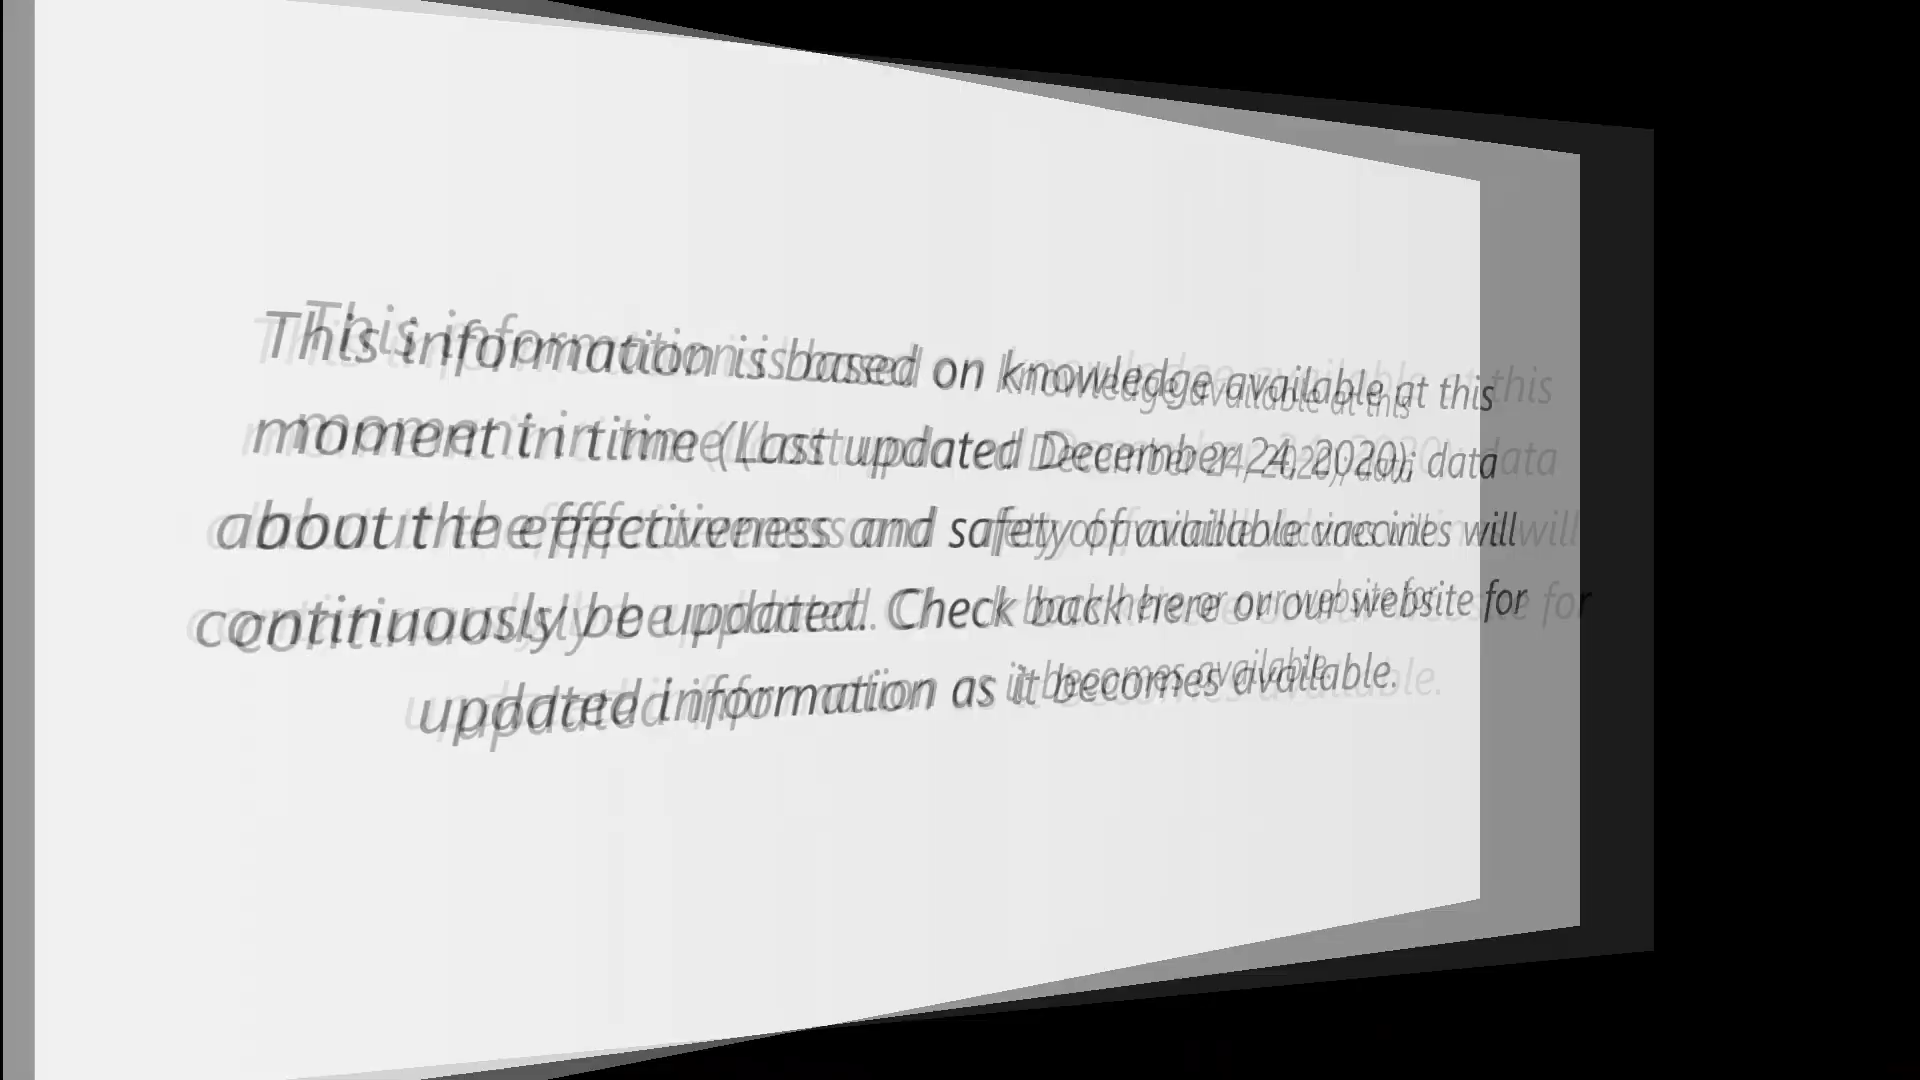 This information is based on knowledge available at this
moment in time (Last updated December 24, 2020); data
about the effectiveness and safety of available vaccines will
continuously be updated. Check back here or our website for
updated information as it becomes available.